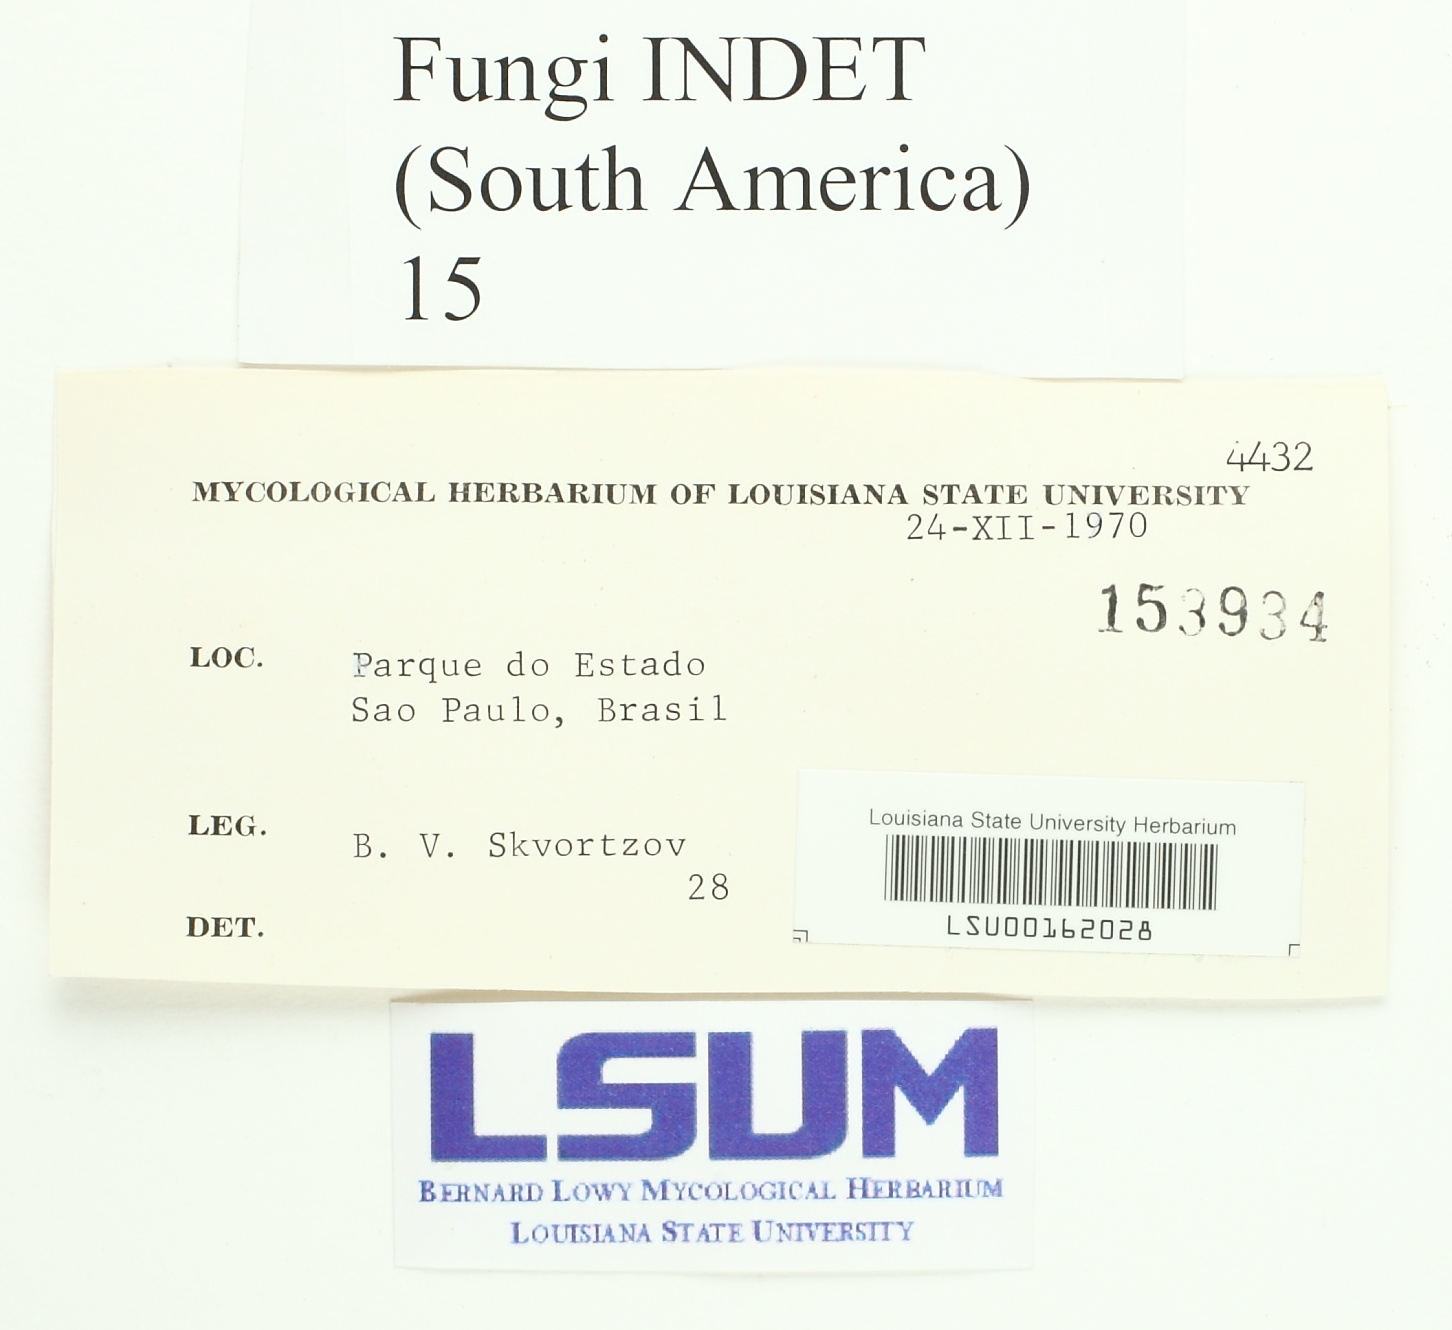 Fungi INDET
(South America)
15
4432
MYCOLOGICAL HERBARIUM OF LOUISIANA STATE UNIVERSITY
24-XII-1970
153934
LOC. Parque do Estado
Sao Paulo, Brasil
LEG. B. V. Skvortzov
28
DET.
Louisiana State University Herbarium
LSU00162028
LSUM
BERNARD LOWY MYCOLOGICAL HERBARIUM
LOUISIANA STATE UNIVERSITY